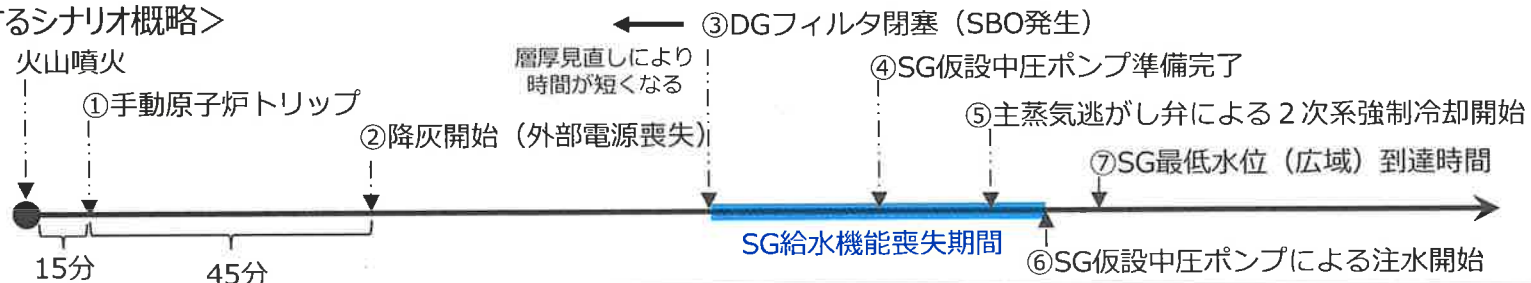 るシナリオ概略>
火山噴火
①手動原子炉トリップ
②降灰開始（外部電源喪失）
層厚見直しにより
時間が短くなる
③DGフィルタ閉塞（SBO発生）
④SG仮設中圧ポンプ準備完了
⑤主蒸気逃がし弁による２次系強制冷却開始
⑦SG最低水位（広域）到達時間
15分
45分
SG給水機能喪失期間
⑥SG仮設中圧ポンプによる注水開始